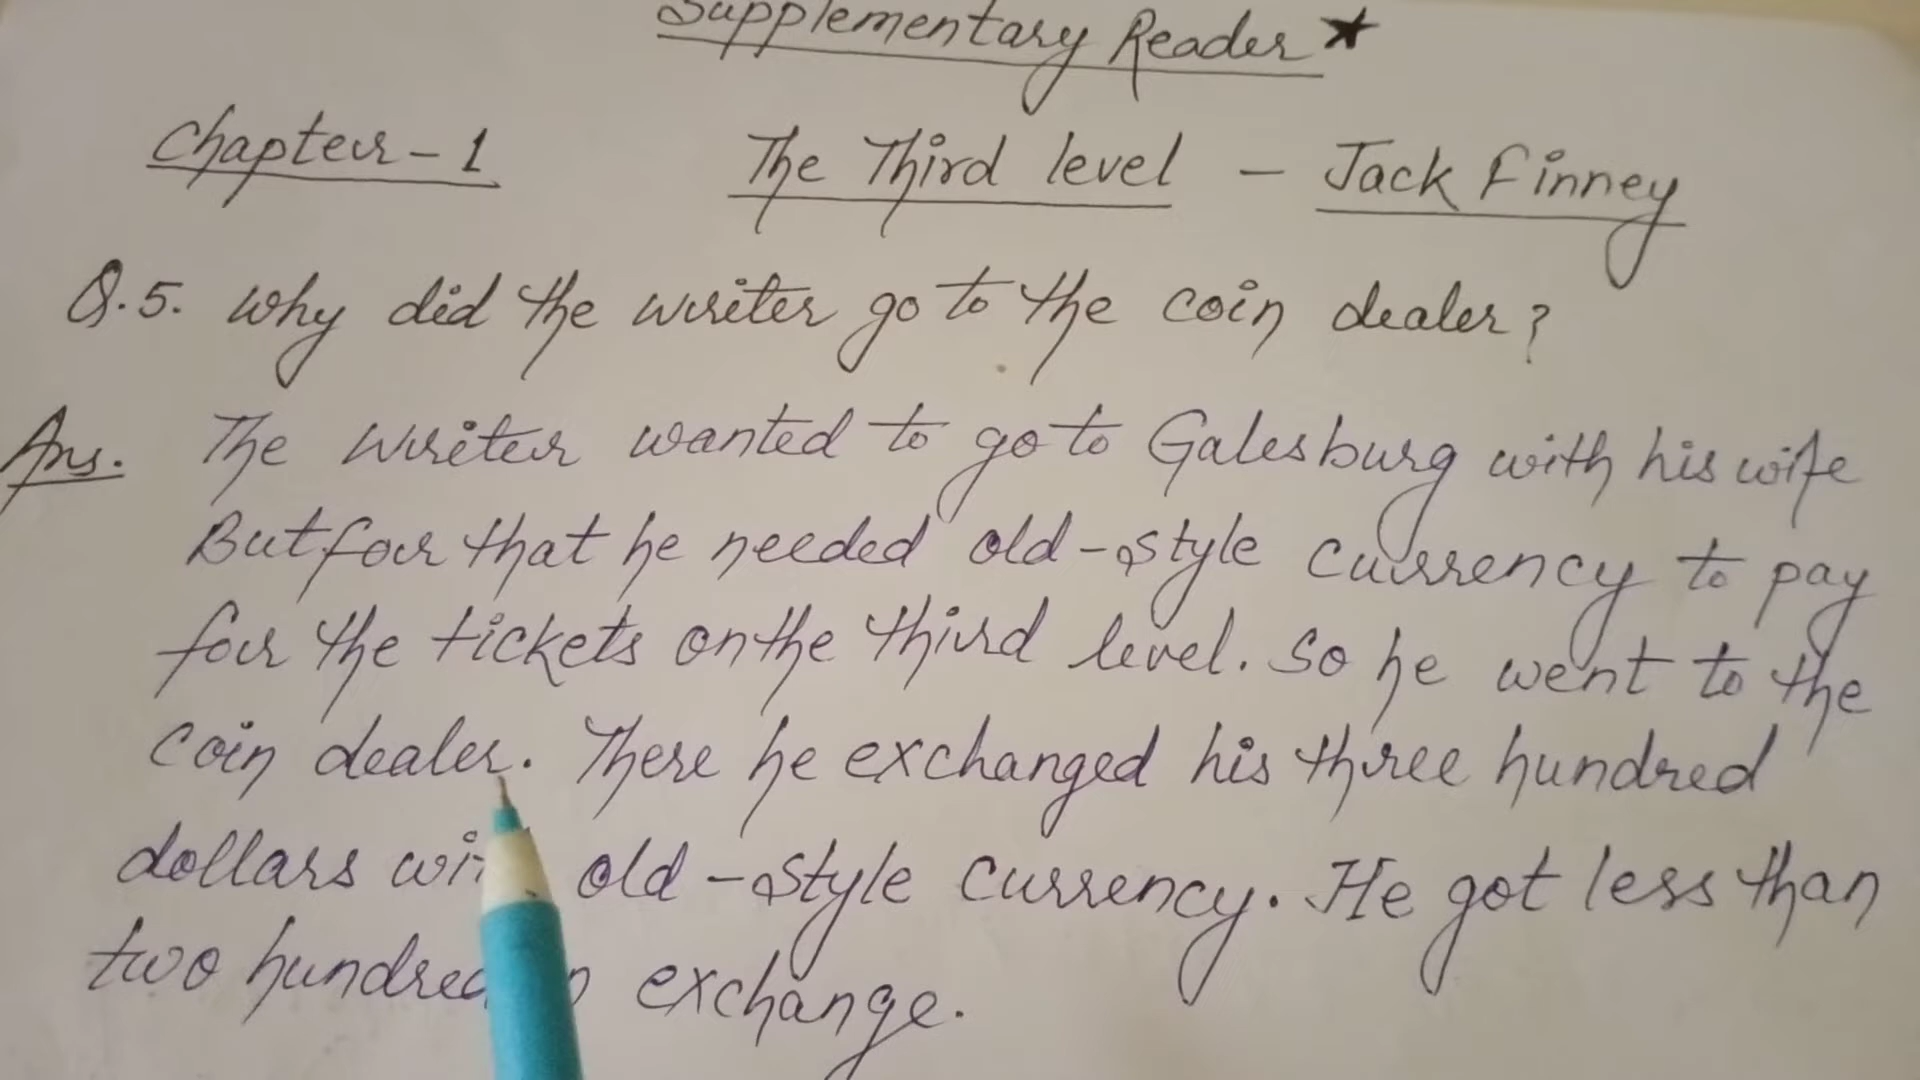 Supplementary Reader ★
Chapter - 1 The Third level - Jack Finney
Q.5. Why did the writer go to the coin dealer?
Ans. The writer wanted to go to Galesburg with his wife
But for that he needed old-style currency to pay
for the tickets on the third level. So he went to the
coin dealer. There he exchanged his three hundred
dollars old-style currency. He got less than
two hundred exchange.